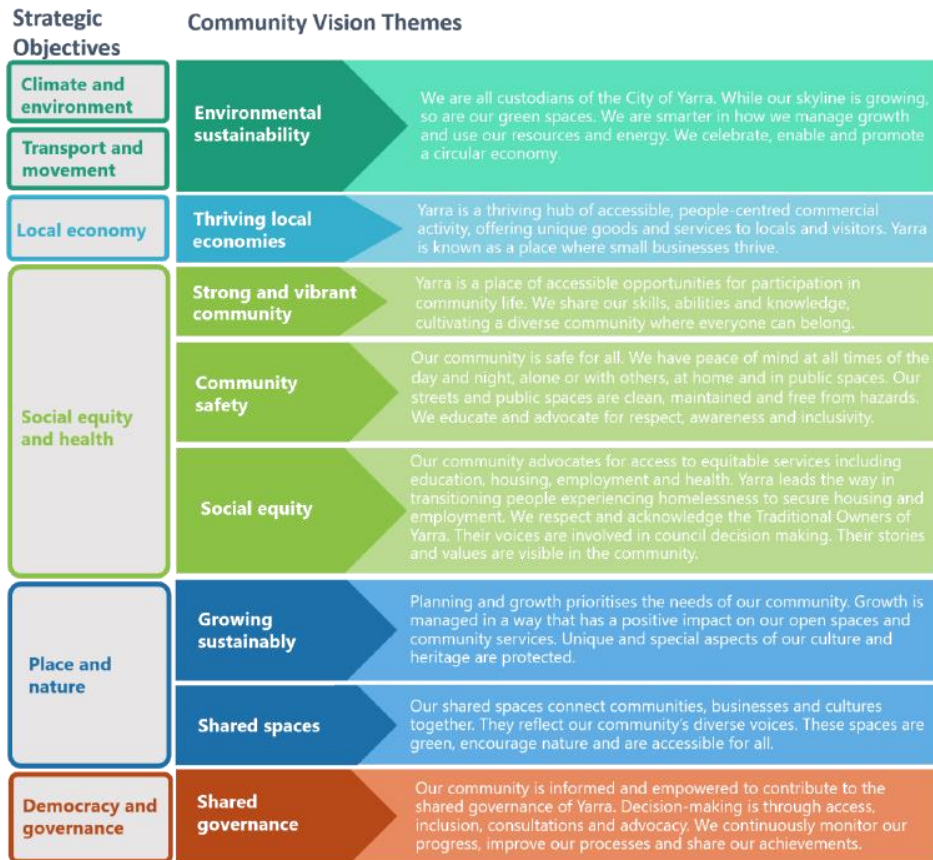 Strategic
Objectives
Community Vision Themes
Climate and
environment
Transport and
movement
Environmental
sustainability
We are all custodians of the City of Yarra. While our skyline is growing,
so are our green spaces. We are smarter in how we manage growth
and use our resources and energy. We celebrate, enable and promote
a circular economy.
Local economy
Thriving local
economies
Yarra is a thriving hub of accessible, people-centred commercial
activity, offering unique goods and services to locals and visitors. Yarra
is known as a place where small businesses thrive.
Social equity
and health
Strong and vibrant
community
Yarra is a place of accessible opportunities for participation in
community life. We share our skills, abilities and knowledge,
cultivating a diverse community where everyone can belong.
Community
safety
Our community is safe for all. We have peace of mind at all times of the
day and night, alone or with others, at home and in public spaces. Our
streets and public spaces are clean, maintained and free from hazards.
We educate and advocate for respect, awareness and inclusivity.
Social equity
Our community advocates for access to equitable services including
education, housing, employment and health. Yarra leads the way in
transitioning people experiencing homelessness to secure housing and
employment. We respect and acknowledge the Traditional Owners of
Yarra. Their voices are involved in council decision making. Their stories
and values are visible in the community.
Place and
nature
Growing
sustainably
Planning and growth prioritises the needs of our community. Growth is
managed in a way that has a positive impact on our open spaces and
community services. Unique and special aspects of our culture and
heritage are protected.
Shared spaces
Our shared spaces connect communities, businesses and cultures
together. They reflect our community's diverse voices. These spaces are
green, encourage nature and are accessible for all.
Democracy and
governance
Shared
governance
Our community is informed and empowered to contribute to the
shared governance of Yarra. Decision-making is through access,
inclusion, consultations and advocacy. We continuously monitor our
progress, improve our processes and share our achievements.